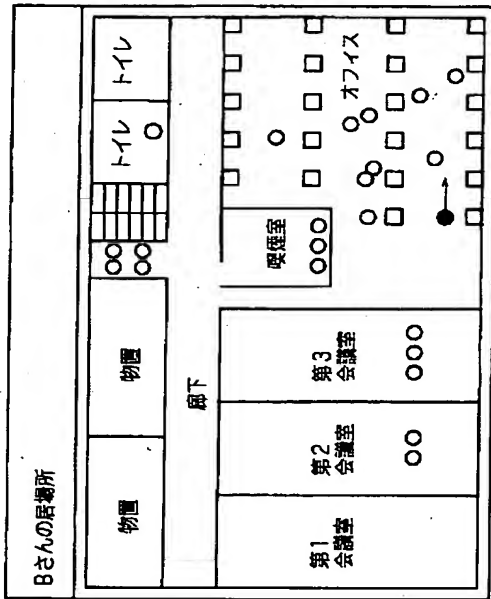 Bさんの居場所
物置
物置
トイレ
トイレ
廊下
第1
会議室
第2
会議室
第3
会議室
喫煙室
オフィス